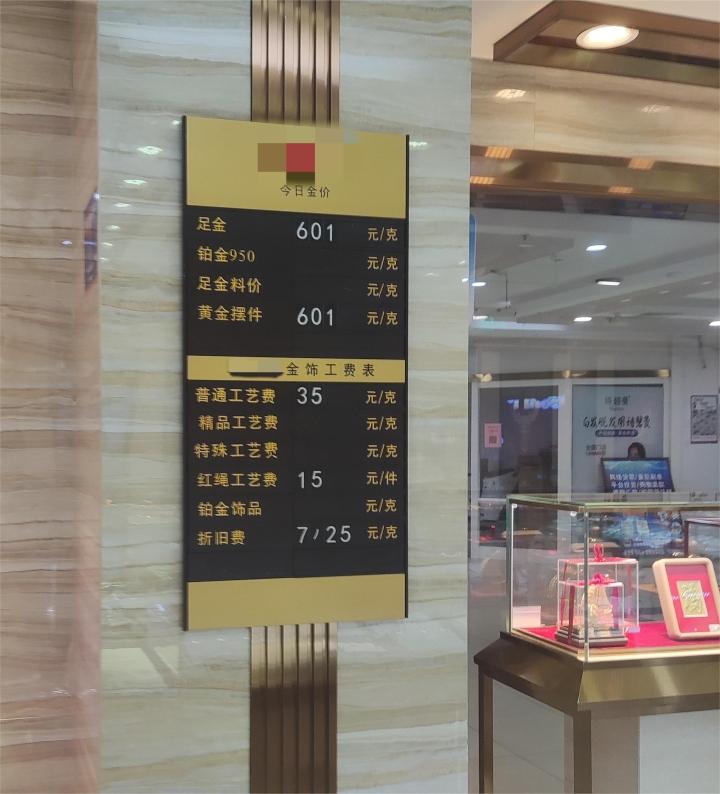 今日金价
足金 601 元/克
铂金950 元/克
足金料价 元/克
黄金摆件 601 元/克
金饰工费表
普通工艺费 35 元/克
精品工艺费 元/克
特殊工艺费 元/克
红绳工艺费 15 元/件
铂金饰品 元/克
折旧费 7/25 元/克